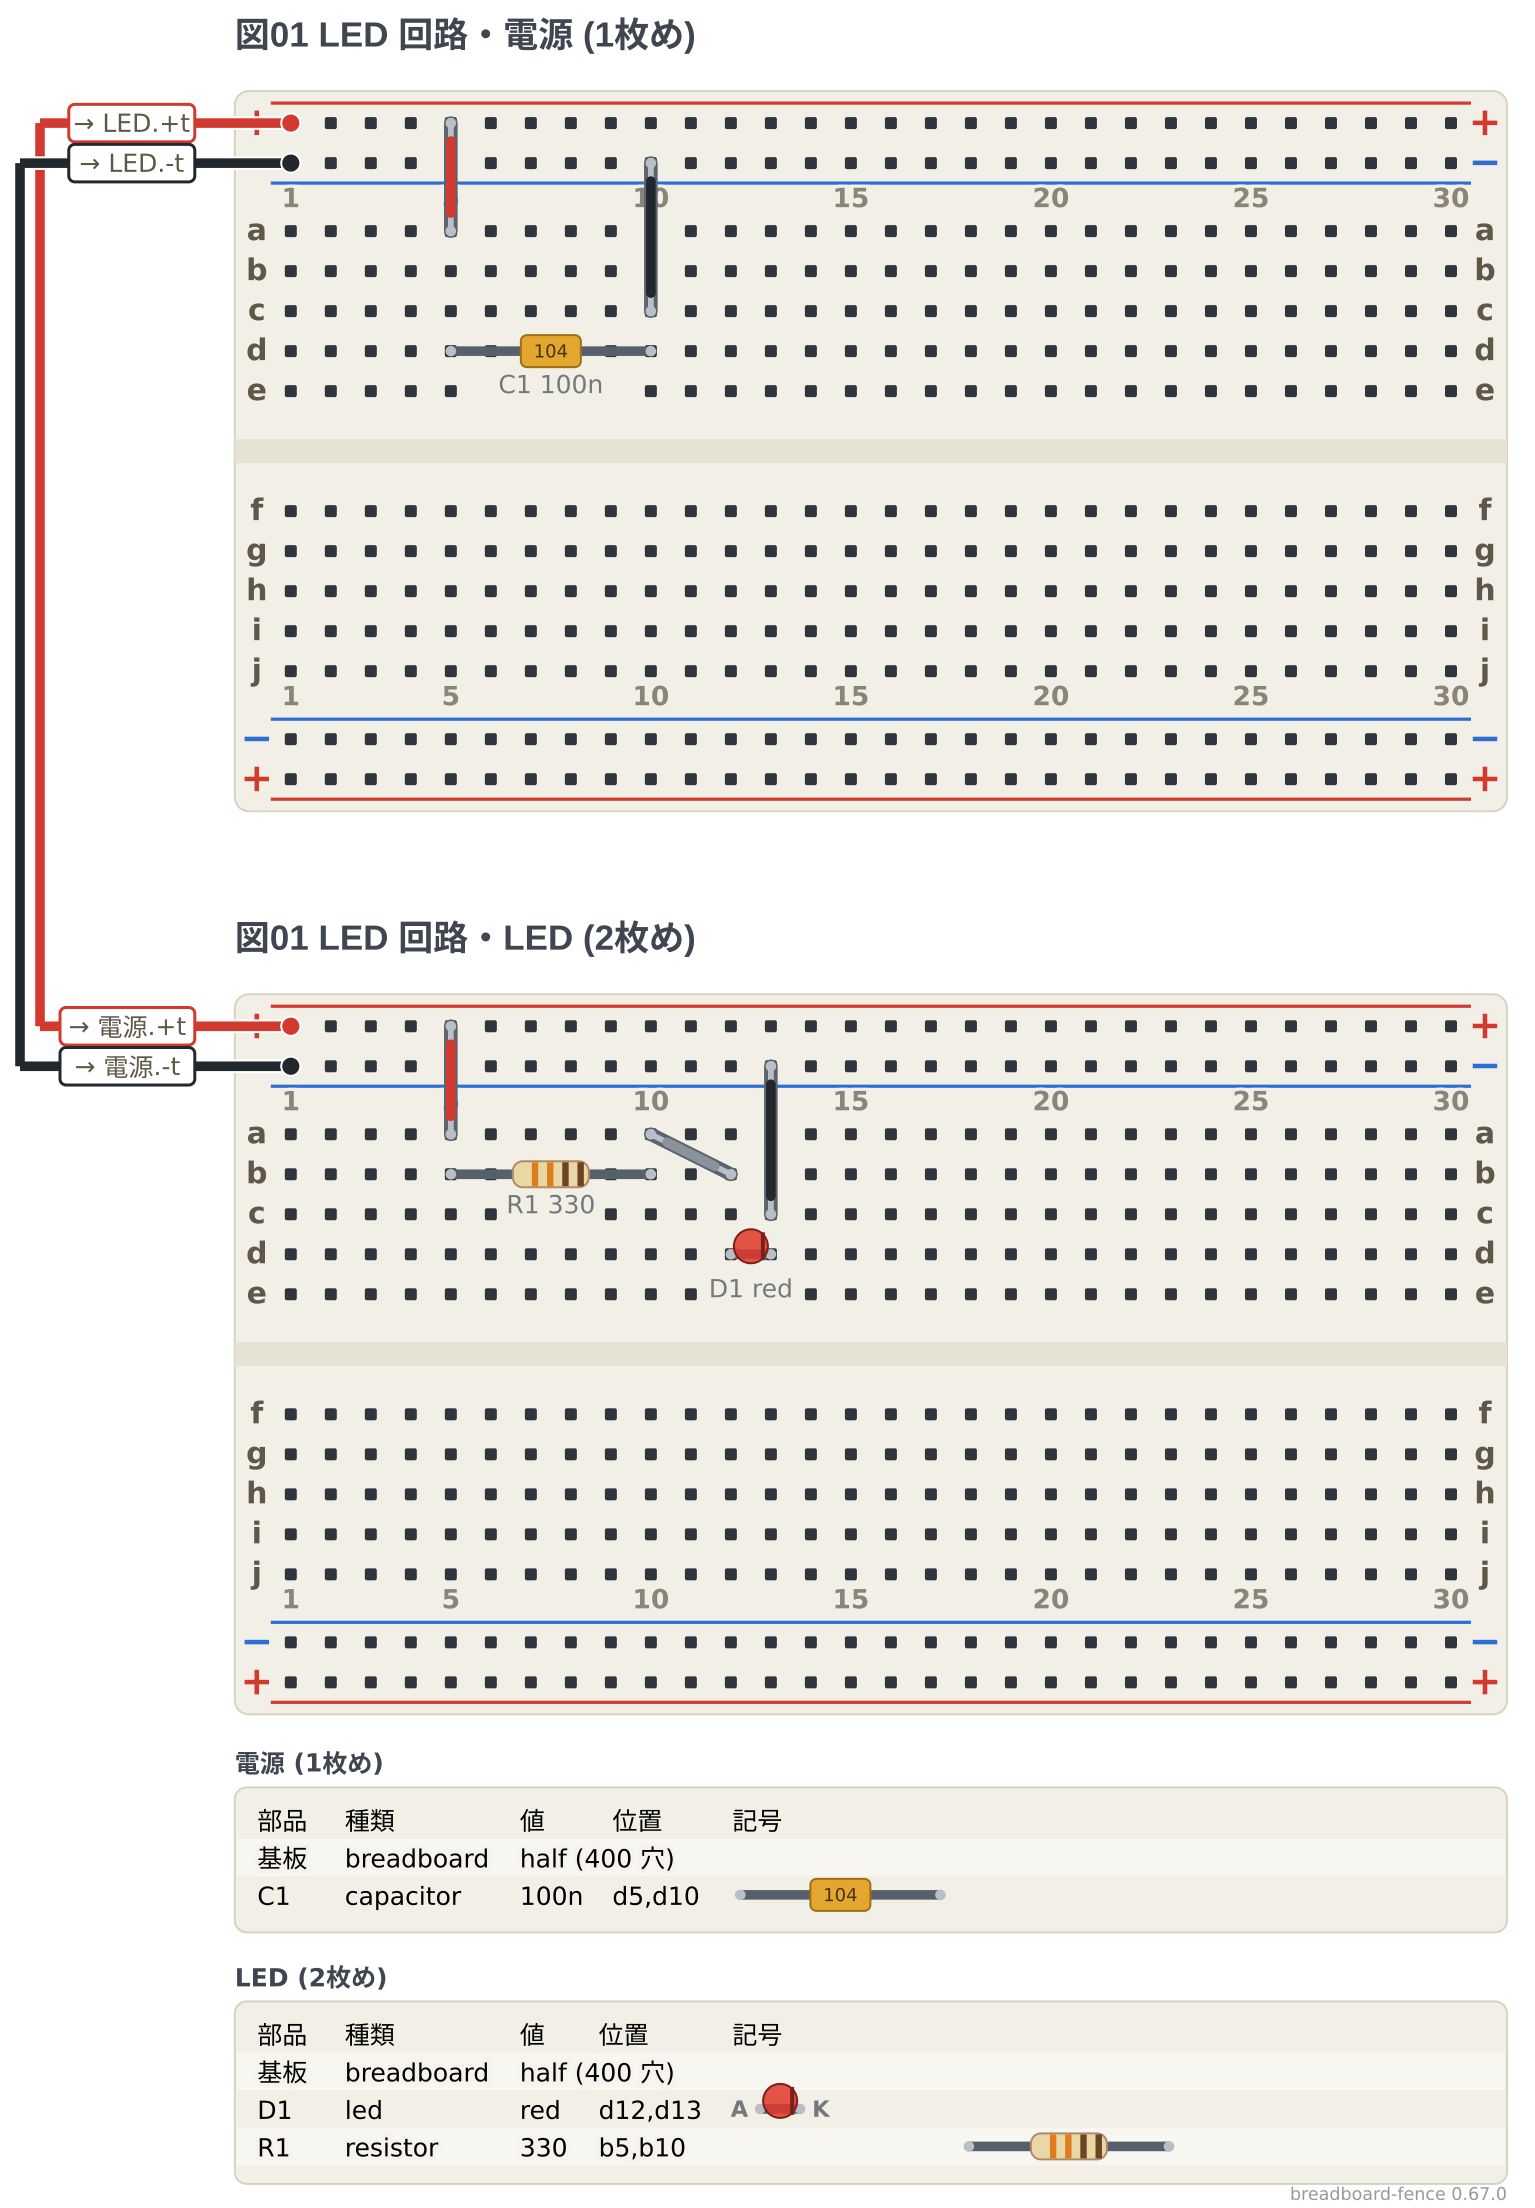 図01 LED 回路・電源 (1枚め)
→ LED.+t
+
→ LED.-t
−
1 10 15 20 25 30
a a
b b
c c
d 104 d
C1 100n
e e
f f
g g
h h
i i
j j
1 5 10 15 20 25 30
− −
+ +
図01 LED 回路・LED (2枚め)
→ 電源.+t
+
→ 電源.-t
−
1 10 15 20 25 30
a a
b b
R1 330
c c
d d
D1 red
e e
f f
g g
h h
i i
j j
1 5 10 15 20 25 30
− −
+ +
電源 (1枚め)
部品 種類 値 位置 記号
基板 breadboard half (400 穴)
C1 capacitor 100n d5,d10 104
LED (2枚め)
部品 種類 値 位置 記号
基板 breadboard half (400 穴)
D1 led red d12,d13 A K
R1 resistor 330 b5,b10
breadboard-fence 0.67.0